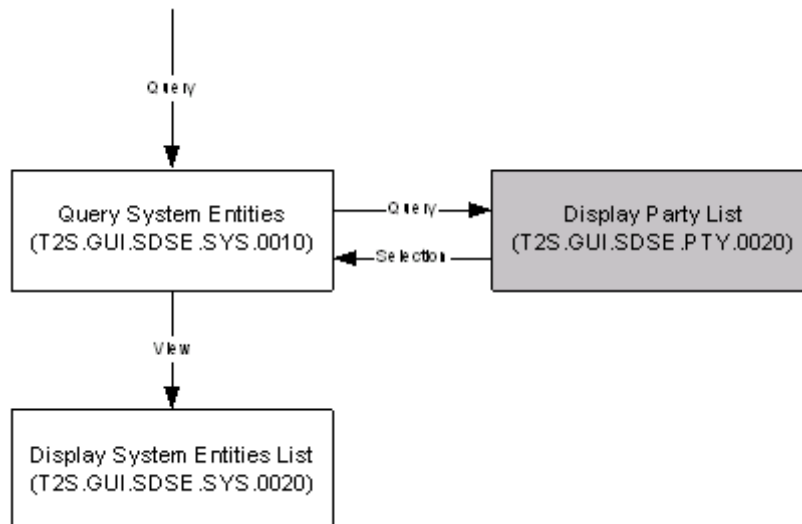 Query
Query System Entities
(T2S.GUI.SDSE.SYS.0010)
Query
Selection
Display Party List
(T2S.GUI.SDSE.PTY.0020)
View
Display System Entities List
(T2S.GUI.SDSE.SYS.0020)